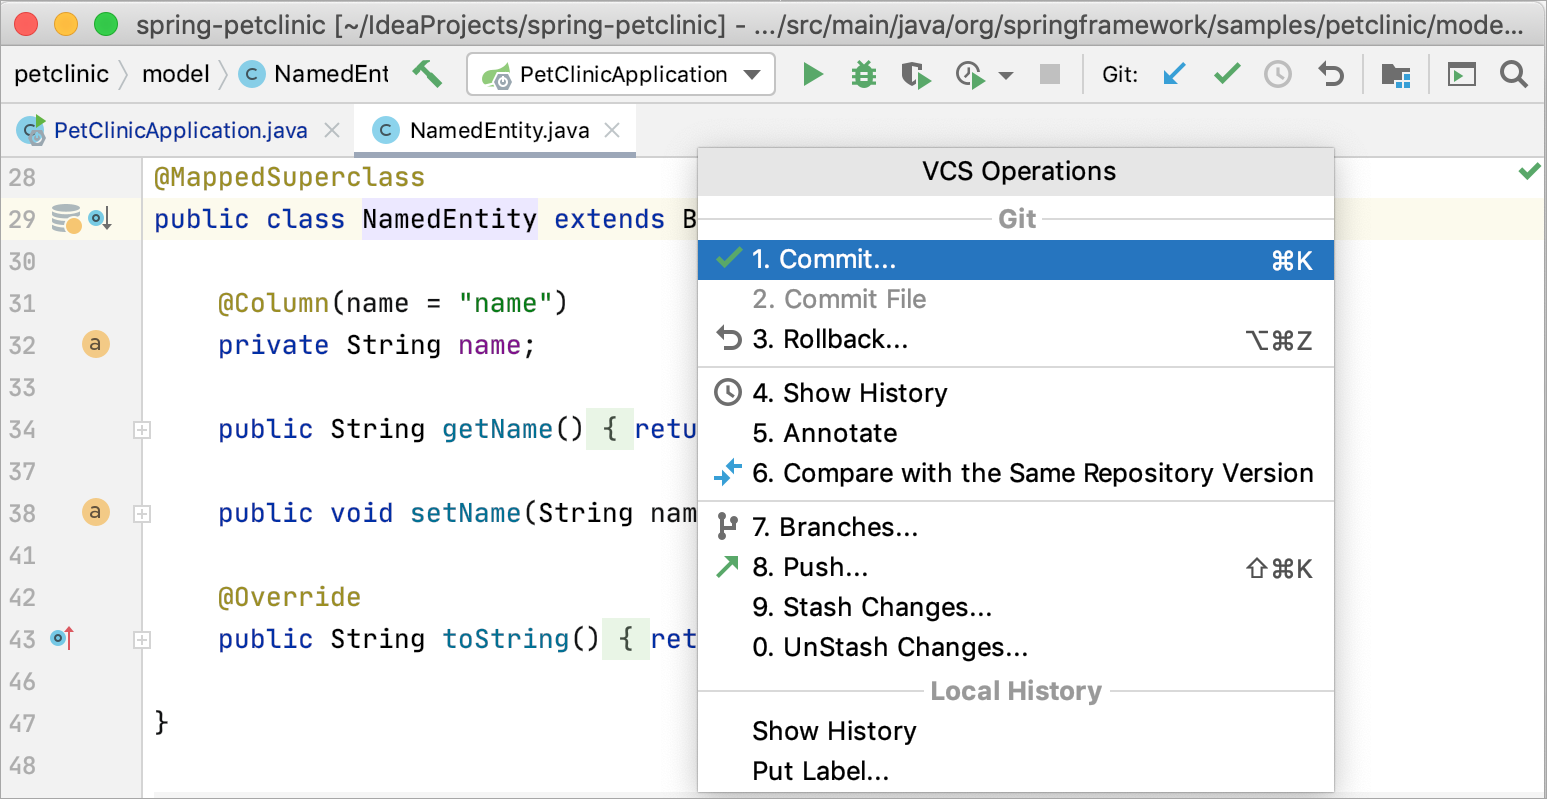 spring-petclinic [~/IdeaProjects/spring-petclinic] - .../src/main/java/org/springframework/samples/petclinic/mode...
petclinic model C NamedEnt PetClinicApplication Git:
C PetClinicApplication.java C NamedEntity.java
28 @MappedSuperclass
29 public class NamedEntity extends B
30
31 @Column(name = "name")
32 a private String name;
33
34 public String getName() { retu
37
38 a public void setName(String nam
41
42 @Override
43 public String toString() { ret
46
47 }
48
VCS Operations
Git
1. Commit... ⌘K
2. Commit File
3. Rollback... ⌥⌘Z
4. Show History
5. Annotate
6. Compare with the Same Repository Version
7. Branches...
8. Push... ⇧⌘K
9. Stash Changes...
0. UnStash Changes...
Local History
Show History
Put Label...